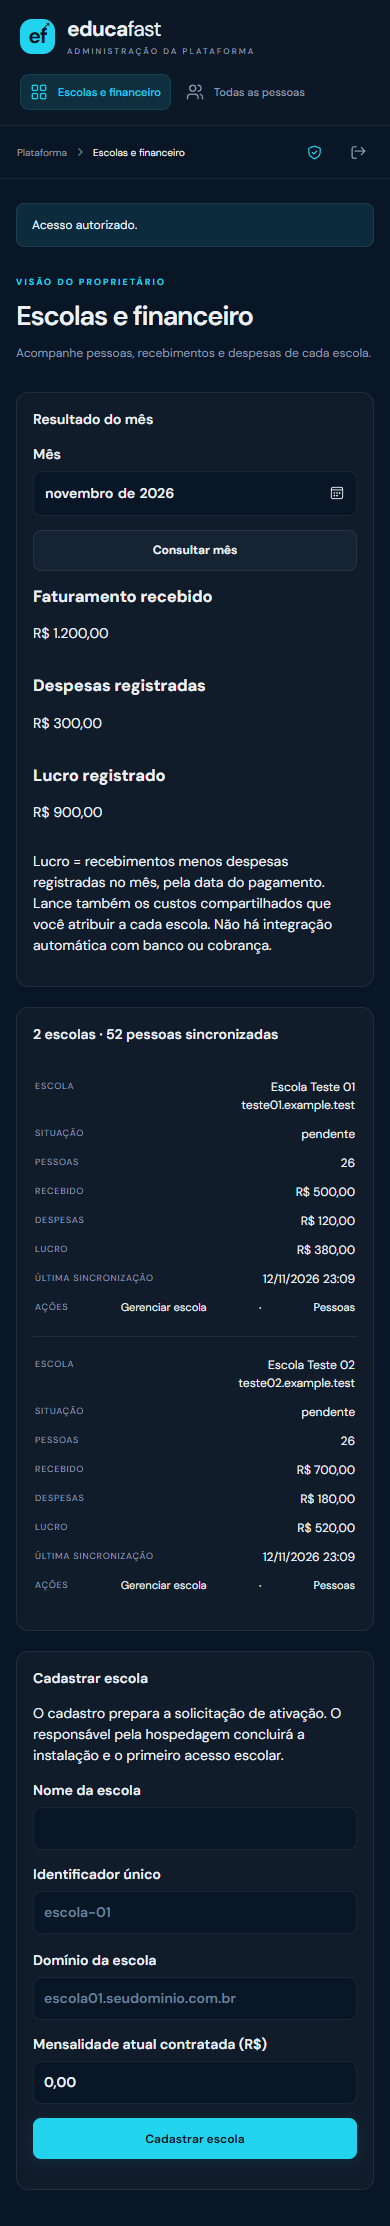 ef educafast
ADMINISTRAÇÃO DA PLATAFORMA
Escolas e financeiro Todas as pessoas
Plataforma > Escolas e financeiro
Acesso autorizado.
VISÃO DO PROPRIETÁRIO
Escolas e financeiro
Acompanhe pessoas, recebimentos e despesas de cada escola.
Resultado do mês
Mês
novembro de 2026
Consultar mês
Faturamento recebido
R$ 1.200,00
Despesas registradas
R$ 300,00
Lucro registrado
R$ 900,00
Lucro = recebimentos menos despesas
registradas no mês, pela data do pagamento.
Lance também os custos compartilhados que
você atribuir a cada escola. Não há integração
automática com banco ou cobrança.
2 escolas · 52 pessoas sincronizadas
ESCOLA Escola Teste 01
teste01.example.test
SITUAÇÃO pendente
PESSOAS 26
RECEBIDO R$ 500,00
DESPESAS R$ 120,00
LUCRO R$ 380,00
ÚLTIMA SINCRONIZAÇÃO 12/11/2026 23:09
AÇÕES Gerenciar escola · Pessoas
ESCOLA Escola Teste 02
teste02.example.test
SITUAÇÃO pendente
PESSOAS 26
RECEBIDO R$ 700,00
DESPESAS R$ 180,00
LUCRO R$ 520,00
ÚLTIMA SINCRONIZAÇÃO 12/11/2026 23:09
AÇÕES Gerenciar escola · Pessoas
Cadastrar escola
O cadastro prepara a solicitação de ativação. O
responsável pela hospedagem concluirá a
instalação e o primeiro acesso escolar.
Nome da escola
Identificador único
escola-01
Domínio da escola
escola01.seudominio.com.br
Mensalidade atual contratada (R$)
0,00
Cadastrar escola